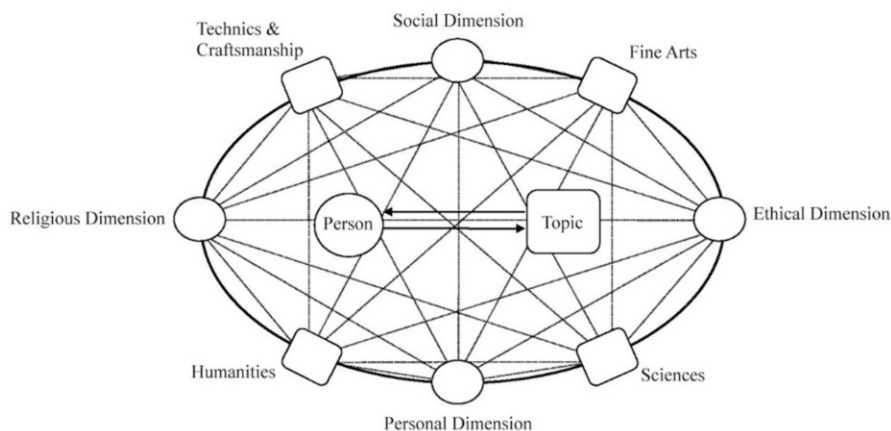 Social Dimension
Technics &
Craftsmanship
Fine Arts
Religious Dimension
Person
Topic
Ethical Dimension
Humanities
Sciences
Personal Dimension